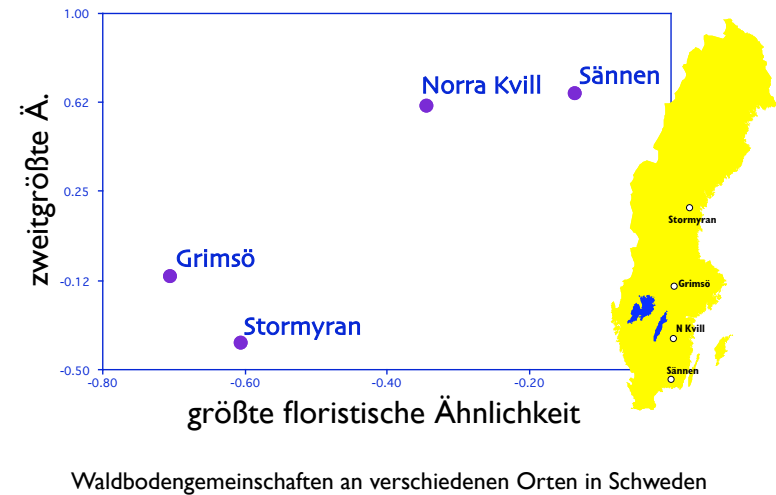 1.00
0.62
0.25
-0.12
-0.50
zweitgrößte Ä.
Norra Kvill
Sännen
Grimsö
Stormyran
-0.80
-0.60
-0.40
-0.20
größte floristische Ähnlichkeit
Stormyran
Grimsö
N Kvill
Sännen
Waldbodengemeinschaften an verschiedenen Orten in Schweden